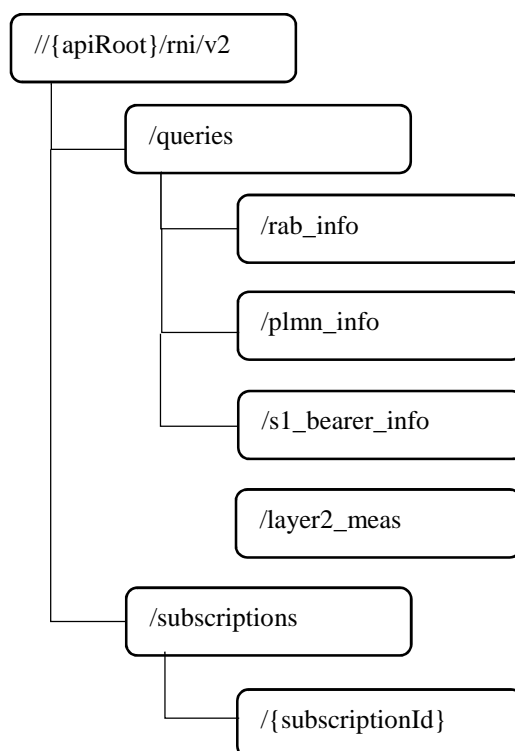 //{apiRoot}/rni/v2
/queries
/rab_info
/plmn_info
/s1_bearer_info
/layer2_meas
/subscriptions
/{subscriptionId}